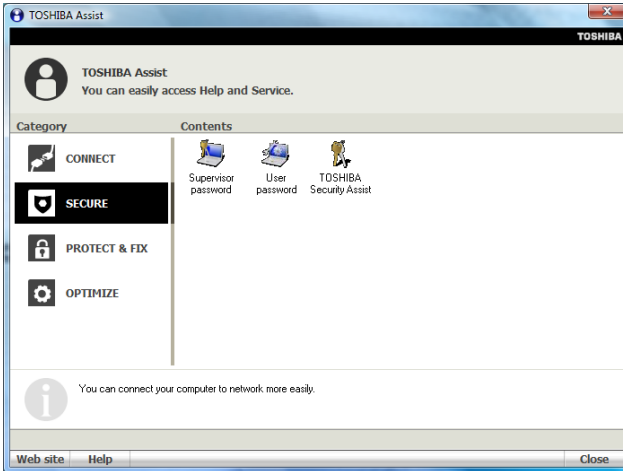 TOSHIBA Assist
TOSHIBA
TOSHIBA Assist
You can easily access Help and Service.
Category
Contents
CONNECT
SECURE
PROTECT & FIX
OPTIMIZE
Supervisor
password
User
password
TOSHIBA
Security Assist
You can connect your computer to network more easily.
Web site
Help
Close